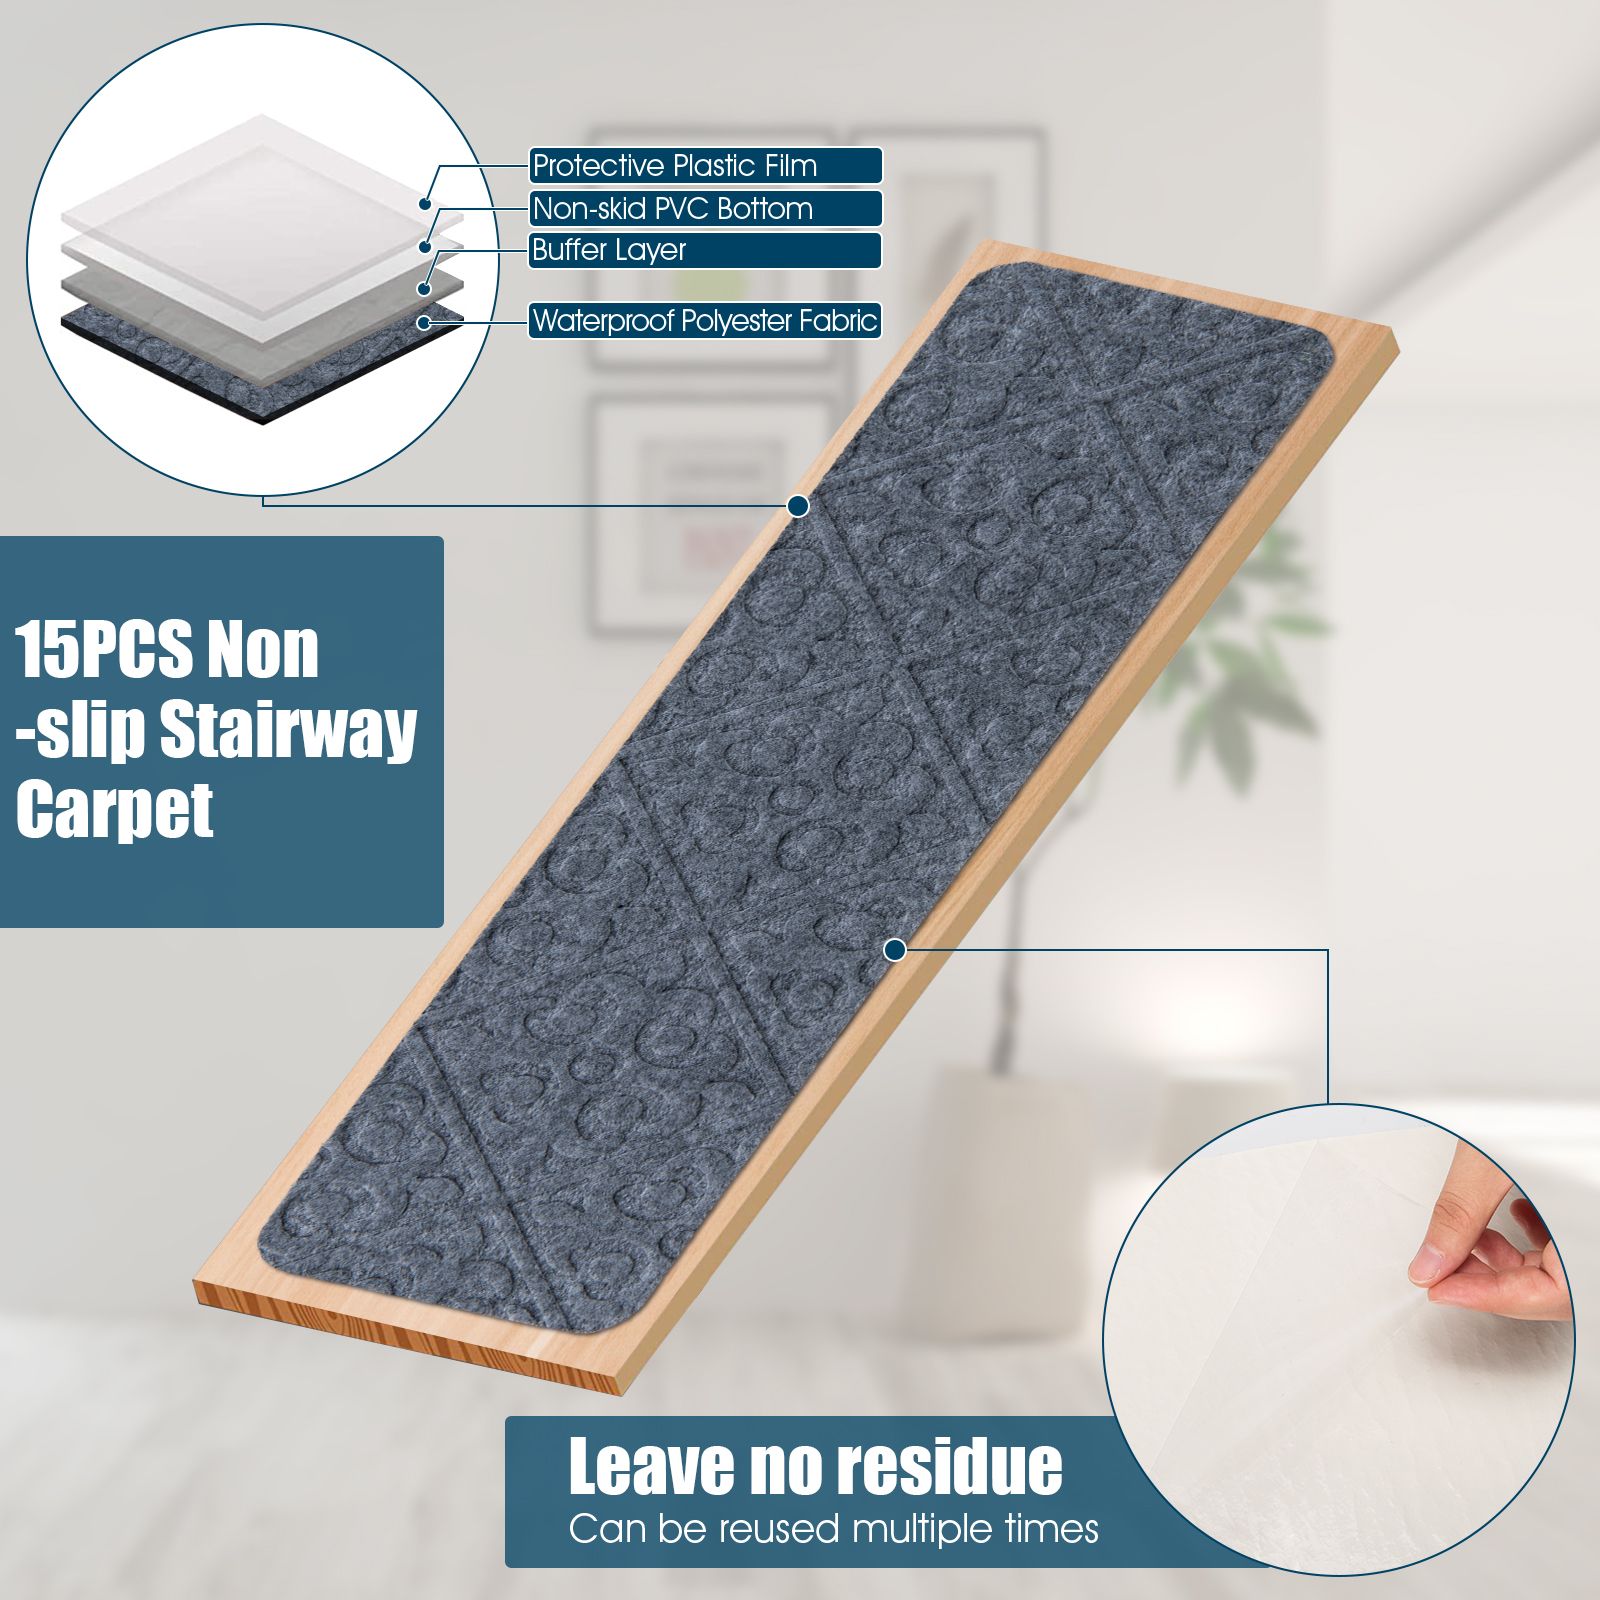 Protective Plastic Film
Non-skid PVC Bottom
Buffer Layer
Waterproof Polyester Fabric
15PCS Non
-slip Stairway
Carpet
Leave no residue
Can be reused multiple times